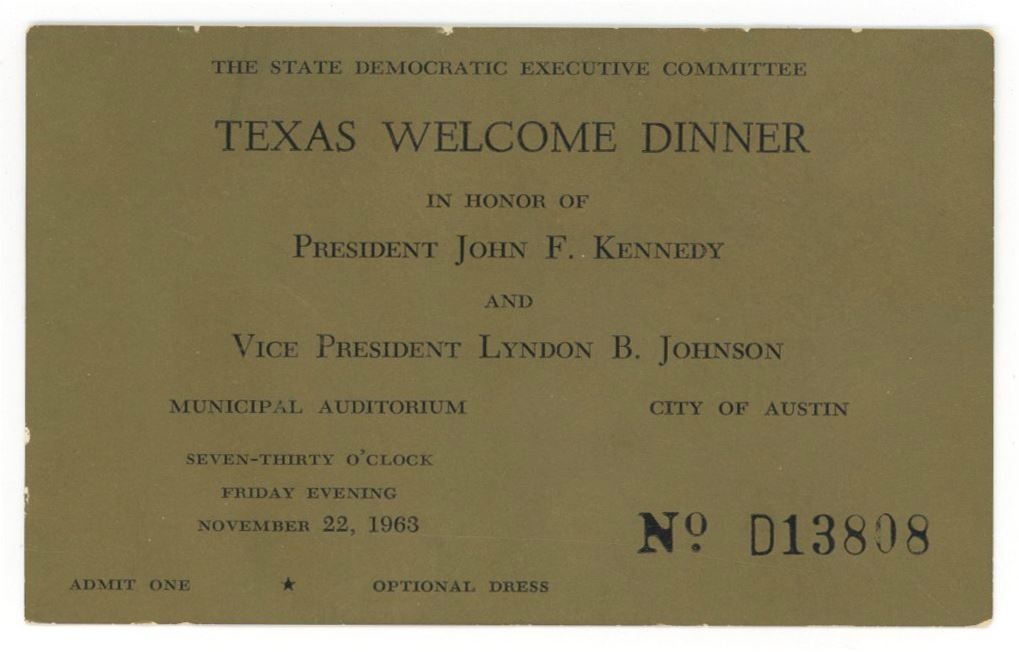 THE STATE DEMOCRATIC EXECUTIVE COMMITTEE
TEXAS WELCOME DINNER
IN HONOR OF
PRESIDENT JOHN F. KENNEDY
AND
VICE PRESIDENT LYNDON B. JOHNSON
MUNICIPAL AUDITORIUM CITY OF AUSTIN
SEVEN-THIRTY O'CLOCK
FRIDAY EVENING
NOVEMBER 22, 1963
Nº D13808
ADMIT ONE ★ OPTIONAL DRESS